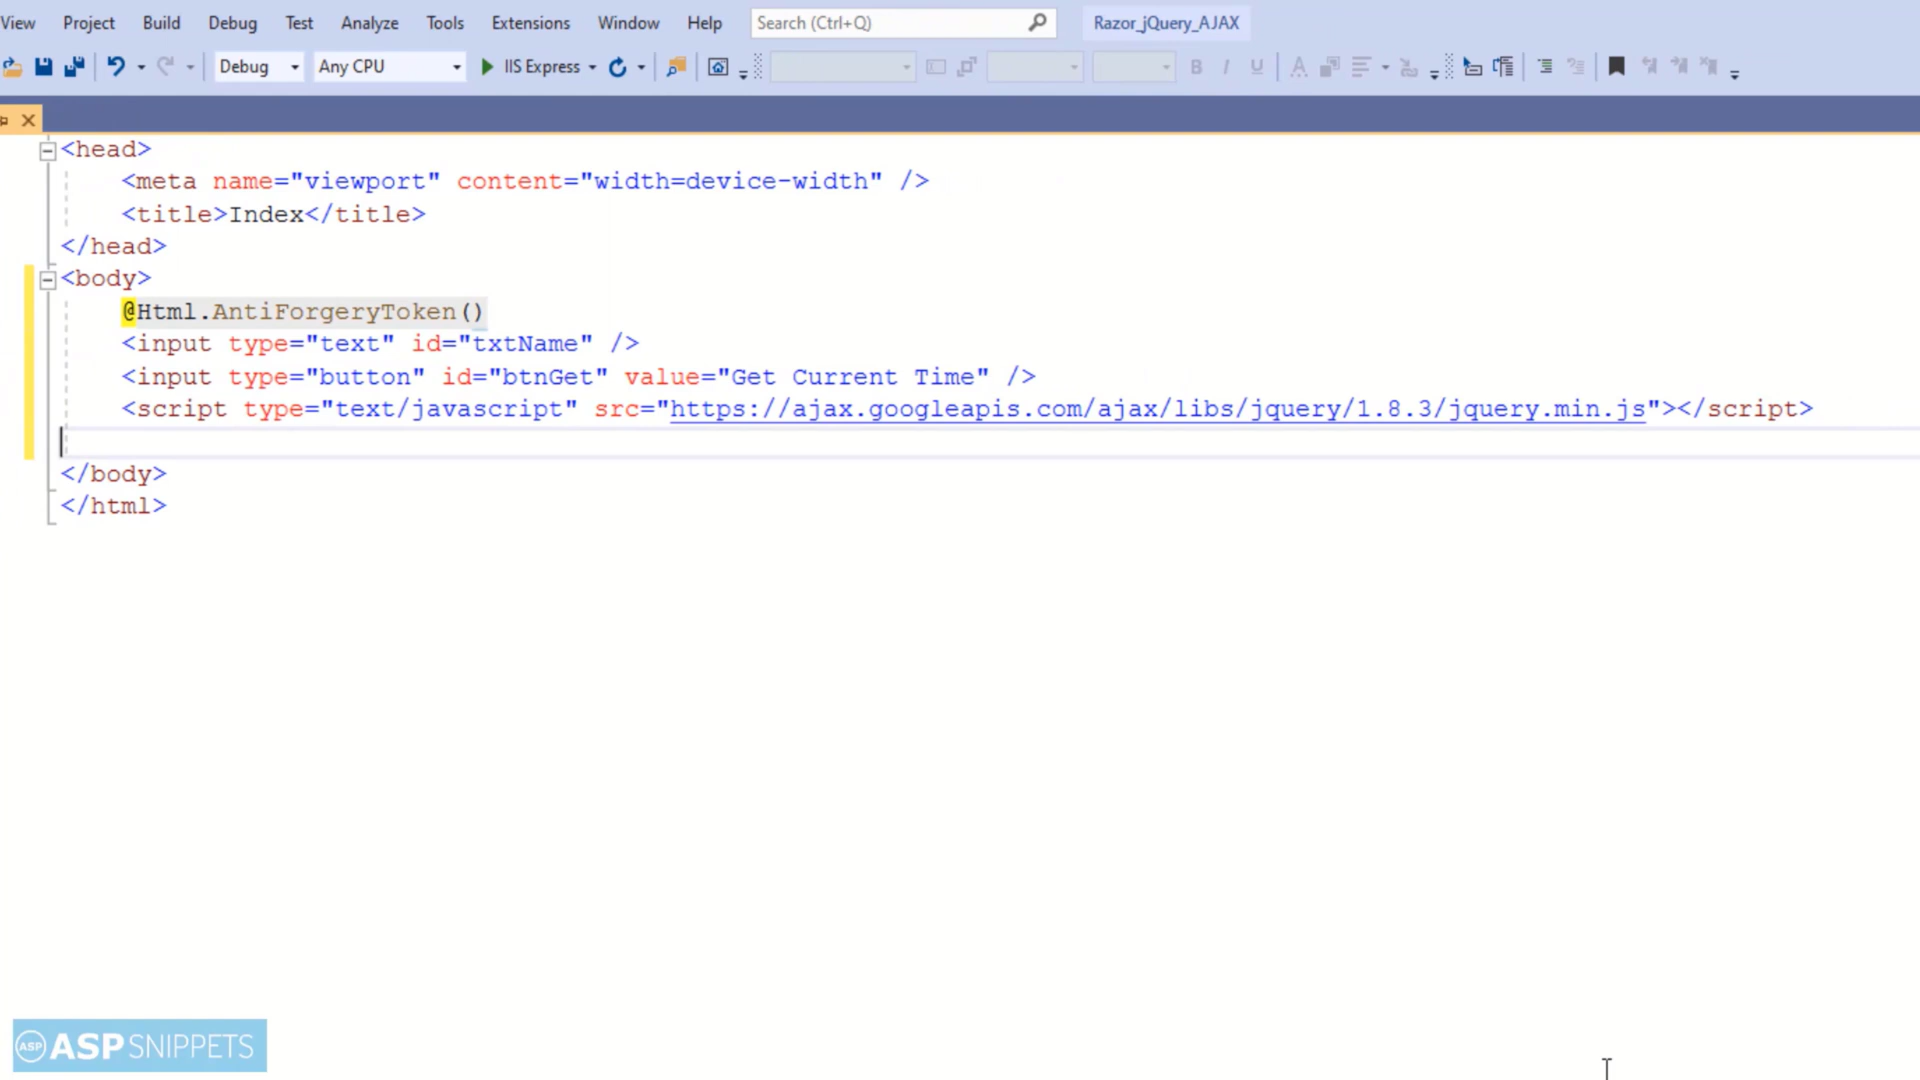 View Project Build Debug Test Analyze Tools Extensions Window Help Search (Ctrl+Q) Razor_jQuery_AJAX
Debug Any CPU IIS Express B I U A
<head>
<meta name="viewport" content="width=device-width" />
<title>Index</title>
</head>
<body>
@Html.AntiForgeryToken()
<input type="text" id="txtName" />
<input type="button" id="btnGet" value="Get Current Time" />
<script type="text/javascript" src="https://ajax.googleapis.com/ajax/libs/jquery/1.8.3/jquery.min.js"></script>
</body>
</html>
ASP ASPSNIPPETS